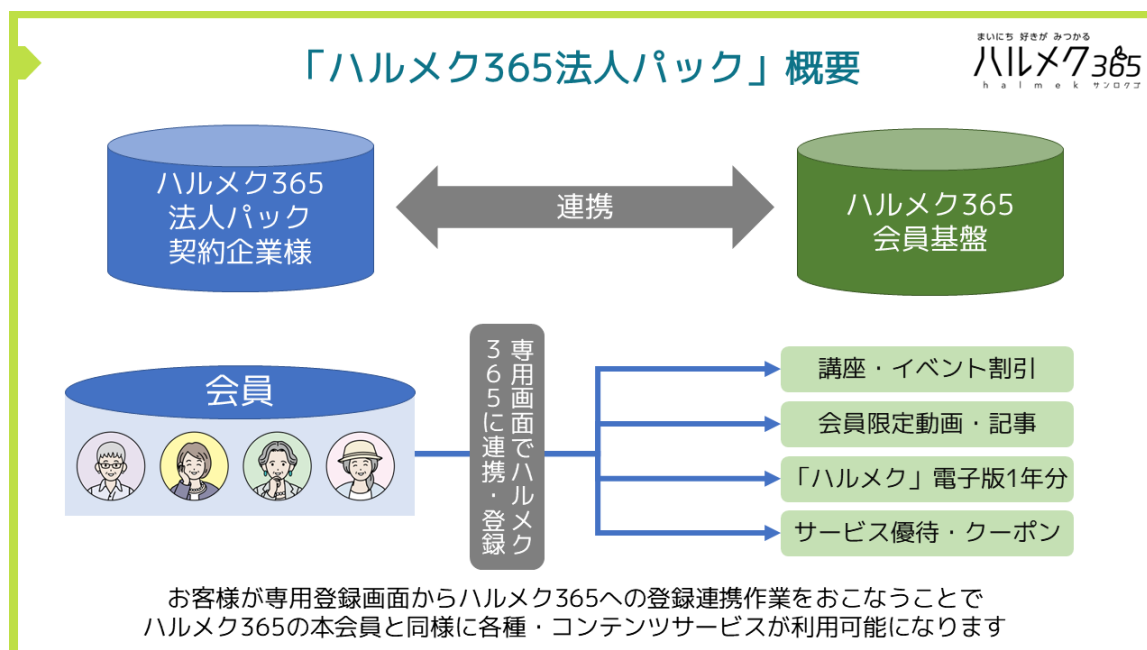 「ハルメク365法人パック」概要
まいにち 好きが みつかる
ハルメク365
halmek サンロクゴ
ハルメク365
法人パック
契約企業様
連携
ハルメク365
会員基盤
会員
専用画面でハルメク
365に連携・登録
講座・イベント割引
会員限定動画・記事
「ハルメク」電子版1年分
サービス優待・クーポン
お客様が専用登録画面からハルメク365への登録連携作業をおこなうことで
ハルメク365の本会員と同様に各種・コンテンツサービスが利用可能になります